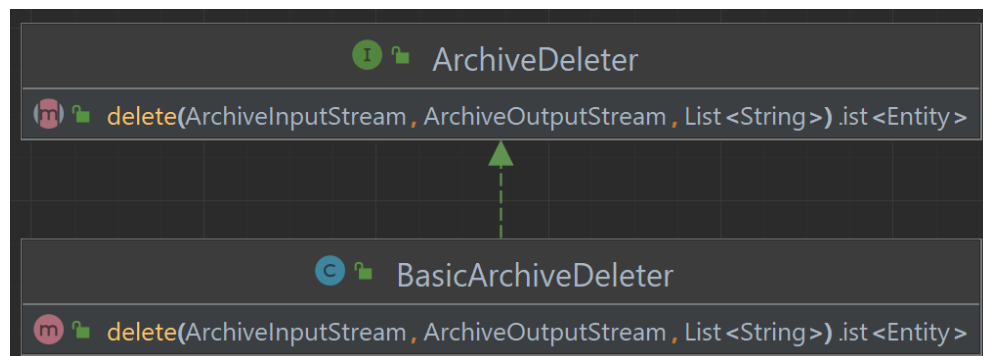 I ArchiveDeleter
m delete(ArchiveInputStream, ArchiveOutputStream, List<String>) .ist<Entity>
C BasicArchiveDeleter
m delete(ArchiveInputStream, ArchiveOutputStream, List<String>) .ist<Entity>